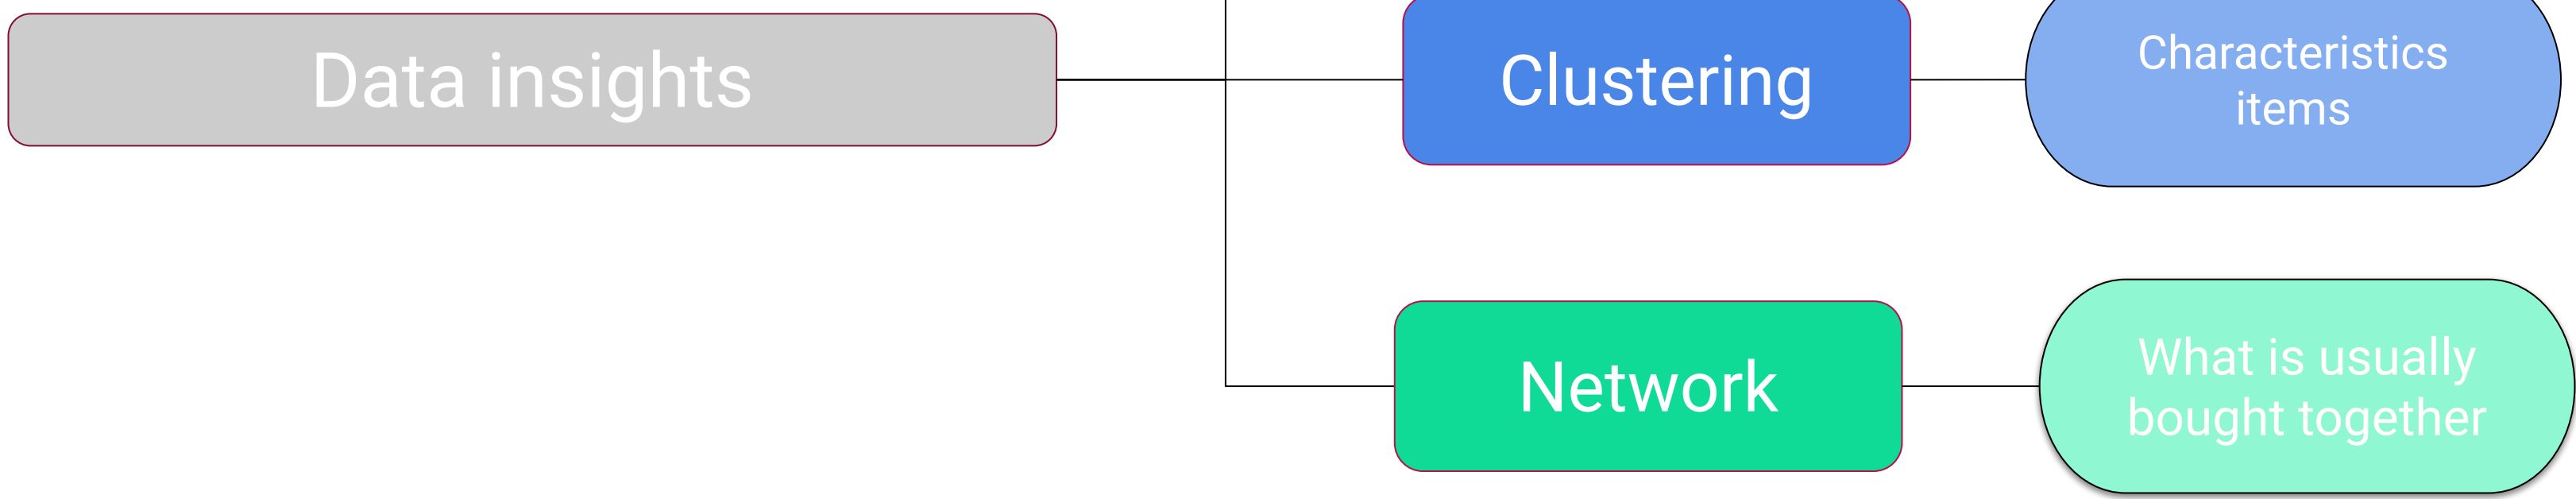 Data insights
Clustering
Characteristics
items
Network
What is usually
bought together